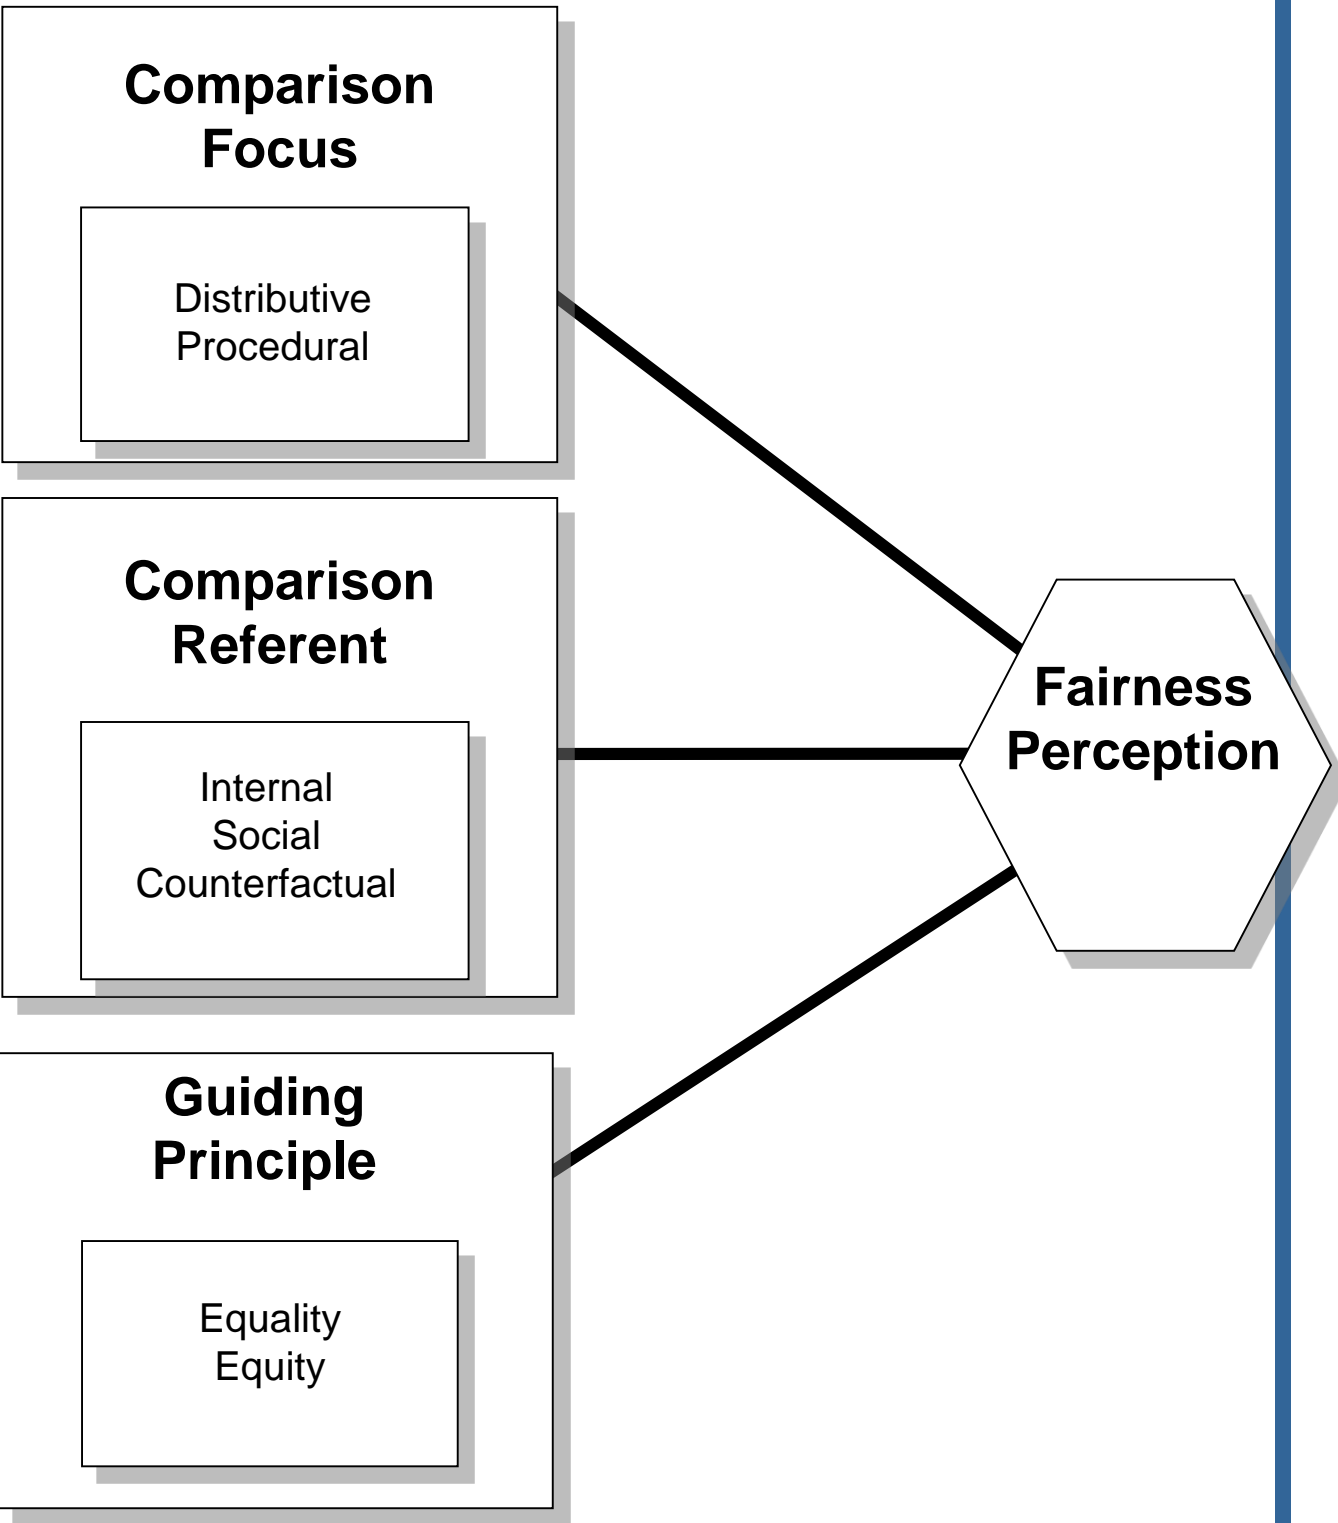 Comparison
Focus
Distributive
Procedural
Comparison
Referent
Internal
Social
Counterfactual
Fairness
Perception
Guiding
Principle
Equality
Equity